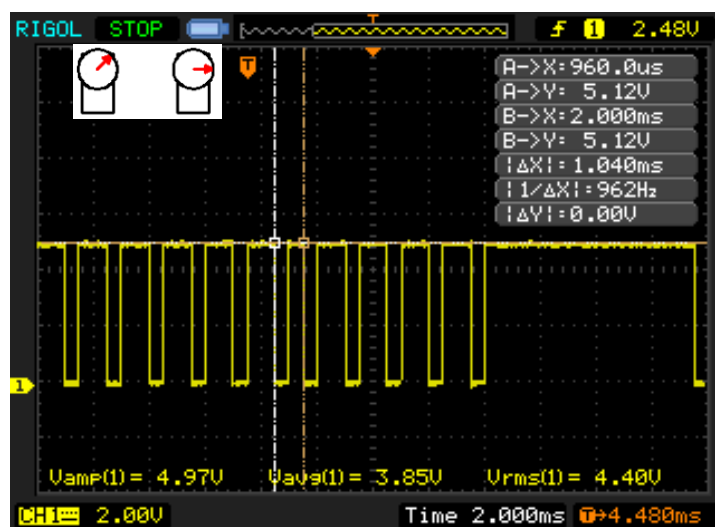 RIGOL STOP T f 1 2.48V
T
A->X: 960.0us
A->Y: 5.12V
B->X: 2.000ms
B->Y: 5.12V
|ΔX|: 1.040ms
|1/ΔX|: 962Hz
|ΔY|: 0.00V
1
Vamp(1)= 4.97V Vavg(1)= 3.85V Vrms(1)= 4.40V
CH1 2.00V Time 2.000ms T→4.480ms